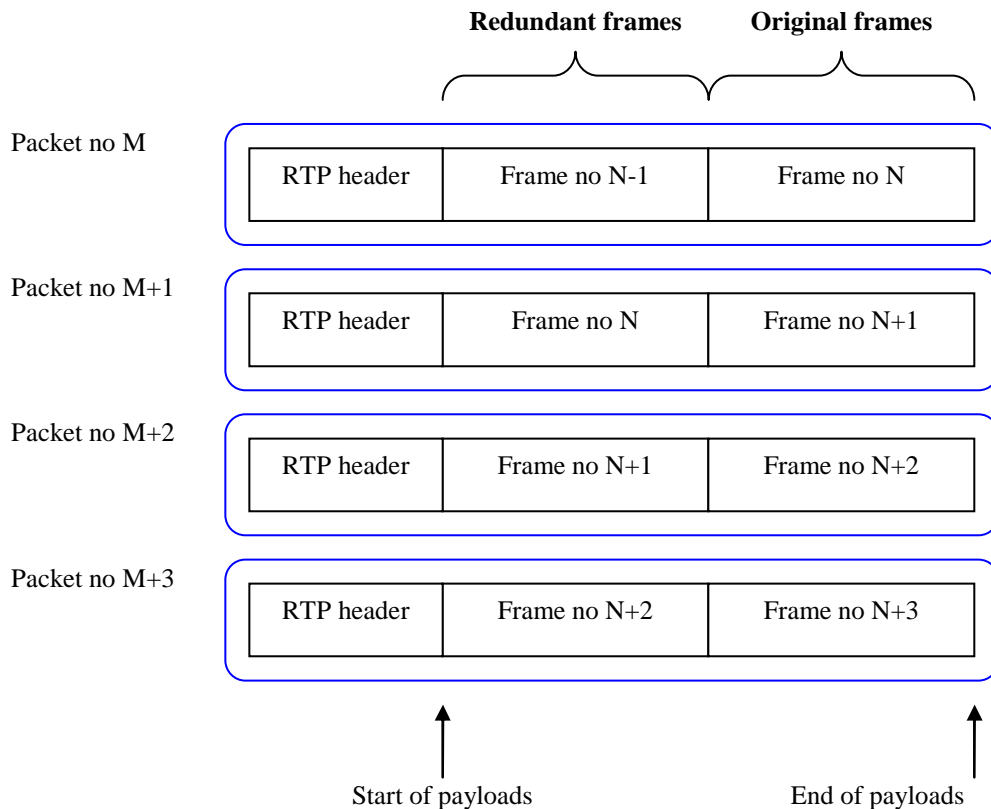 Redundant frames Original frames
Packet no M
RTP header Frame no N-1 Frame no N
Packet no M+1
RTP header Frame no N Frame no N+1
Packet no M+2
RTP header Frame no N+1 Frame no N+2
Packet no M+3
RTP header Frame no N+2 Frame no N+3
Start of payloads End of payloads